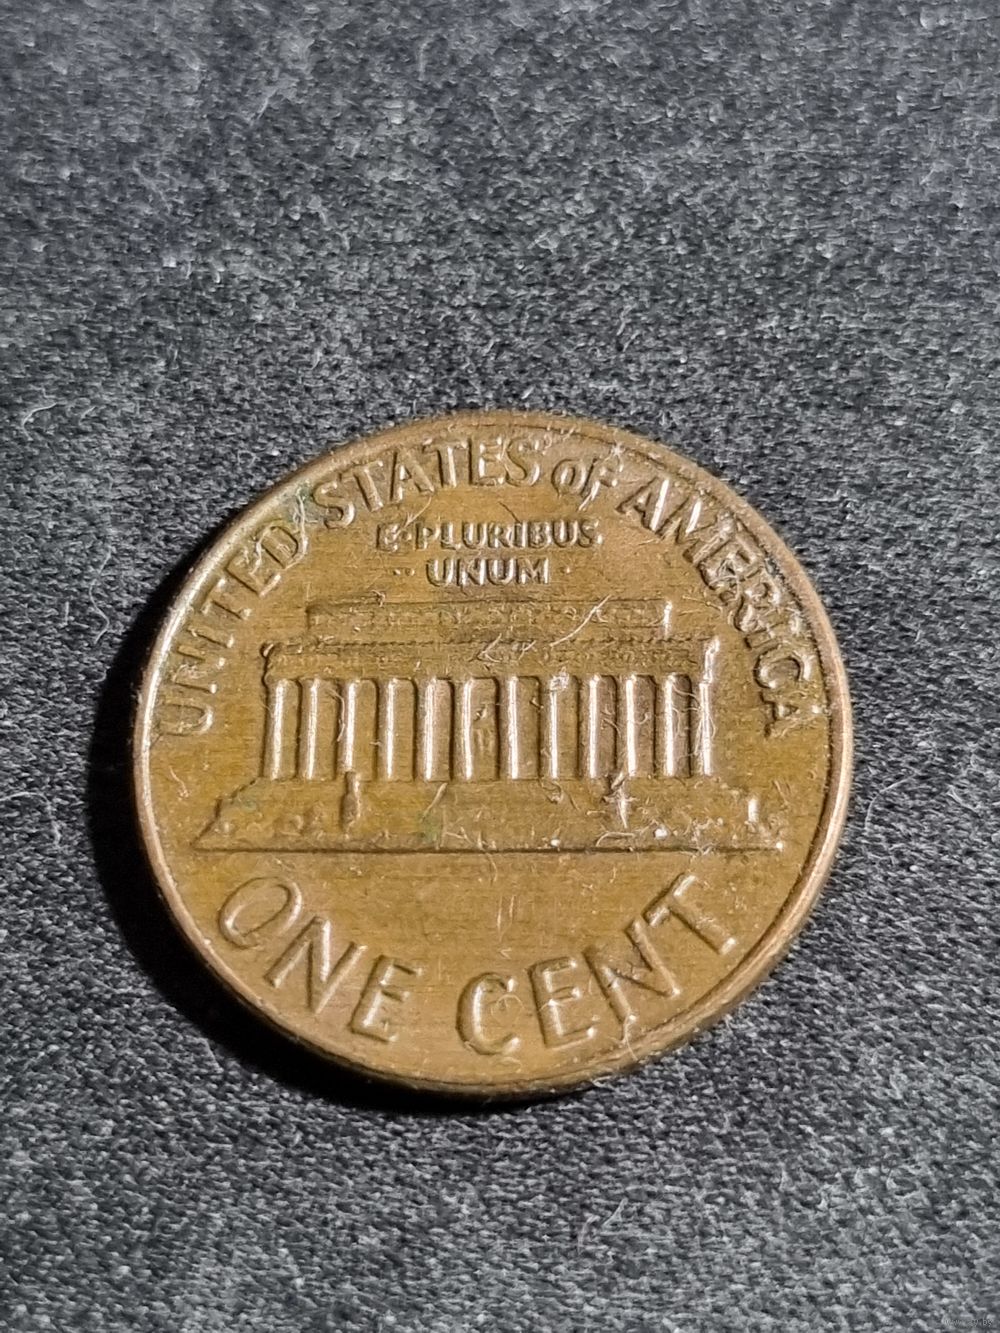 UNITED STATES of AMERICA
E·PLURIBUS
UNUM
ONE CENT